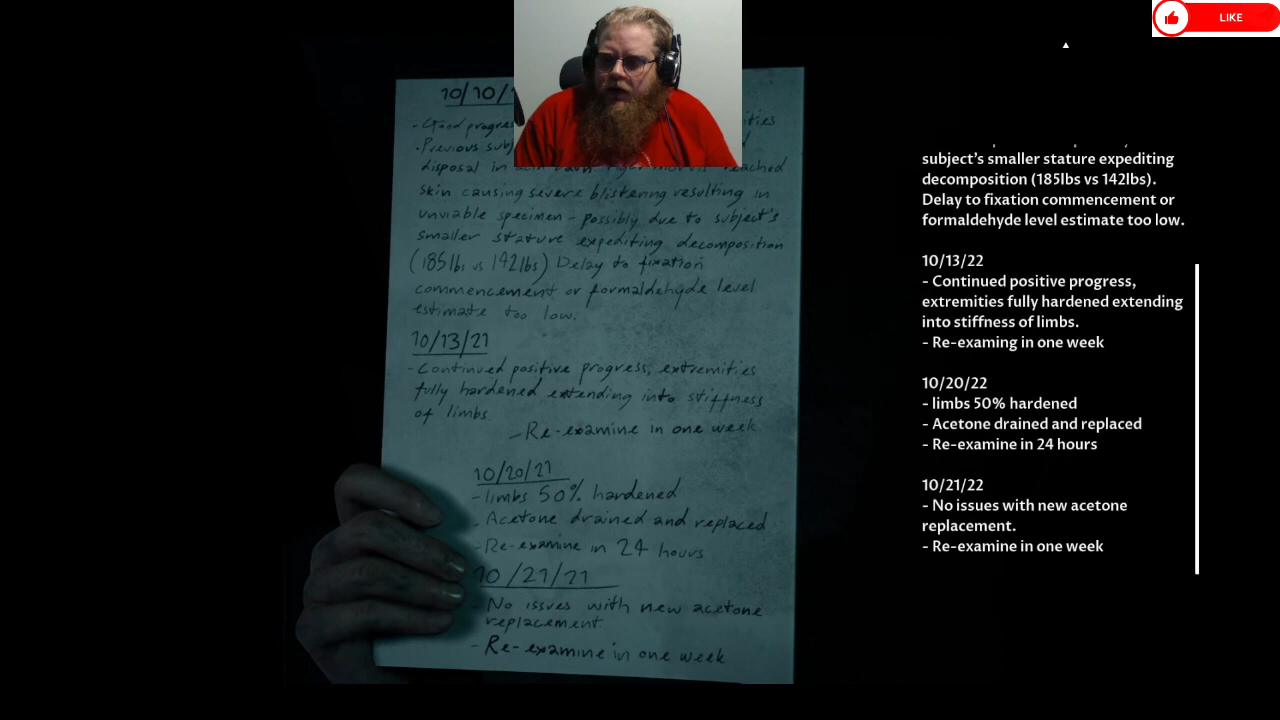 LIKE
10/10/
- Good progre
ities
- Previous subj
disposal in reached
skin causing severe blistering resulting in
unviable specimen - possibly due to subject's
smaller stature expediting decomposition
(185lbs vs 142lbs) Delay to fixation
commencement or formaldehyde level
estimate too low.
10/13/21
- Continued positive progress, extremities
fully hardened extending into stiffness
of limbs
- Re-examine in one week
10/20/21
- limbs 50% hardened
- Acetone drained and replaced
- Re-examine in 24 hours
10/21/21
- No issues with new acetone
replacement.
- Re-examine in one week
subject's smaller stature expediting
decomposition (185lbs vs 142lbs).
Delay to fixation commencement or
formaldehyde level estimate too low.
10/13/22
- Continued positive progress,
extremities fully hardened extending
into stiffness of limbs.
- Re-examing in one week
10/20/22
- limbs 50% hardened
- Acetone drained and replaced
- Re-examine in 24 hours
10/21/22
- No issues with new acetone
replacement.
- Re-examine in one week